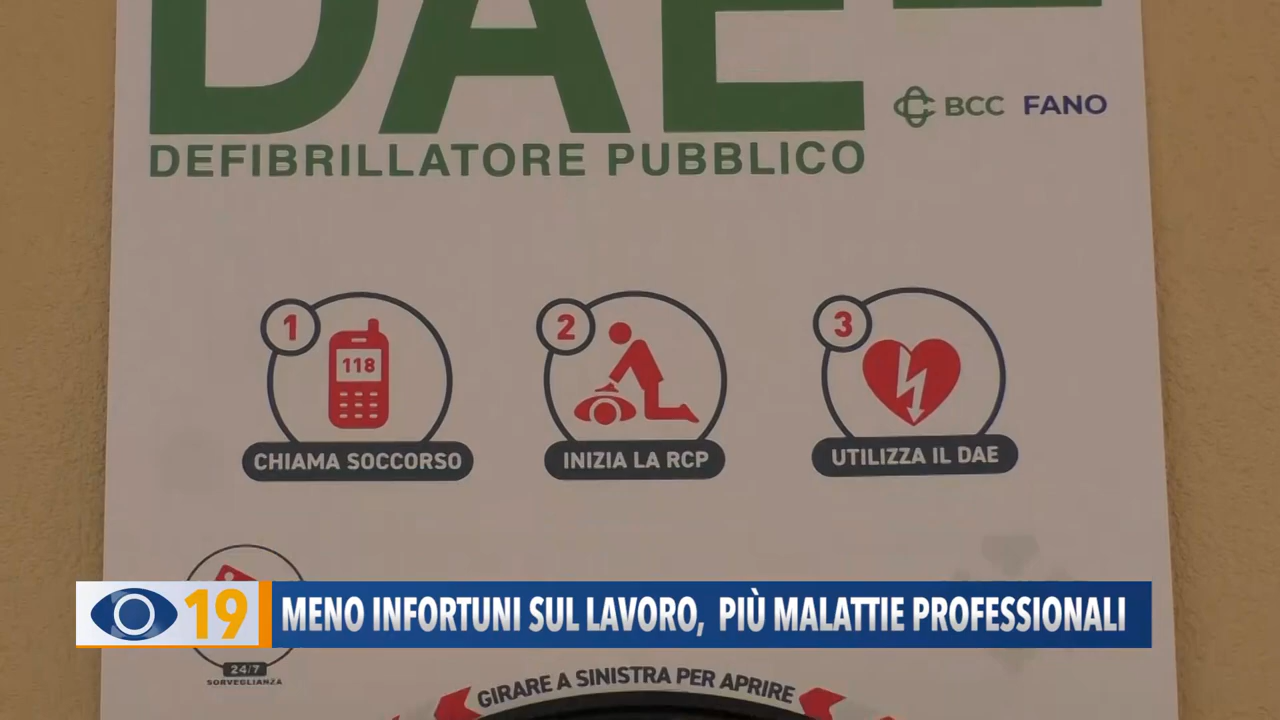 DAE
BCC FANO
DEFIBRILLATORE PUBBLICO
1
118
CHIAMA SOCCORSO
2
INIZIA LA RCP
3
UTILIZZA IL DAE
19
MENO INFORTUNI SUL LAVORO, PIÙ MALATTIE PROFESSIONALI
24/7
SORVEGLIANZA
GIRARE A SINISTRA PER APRIRE